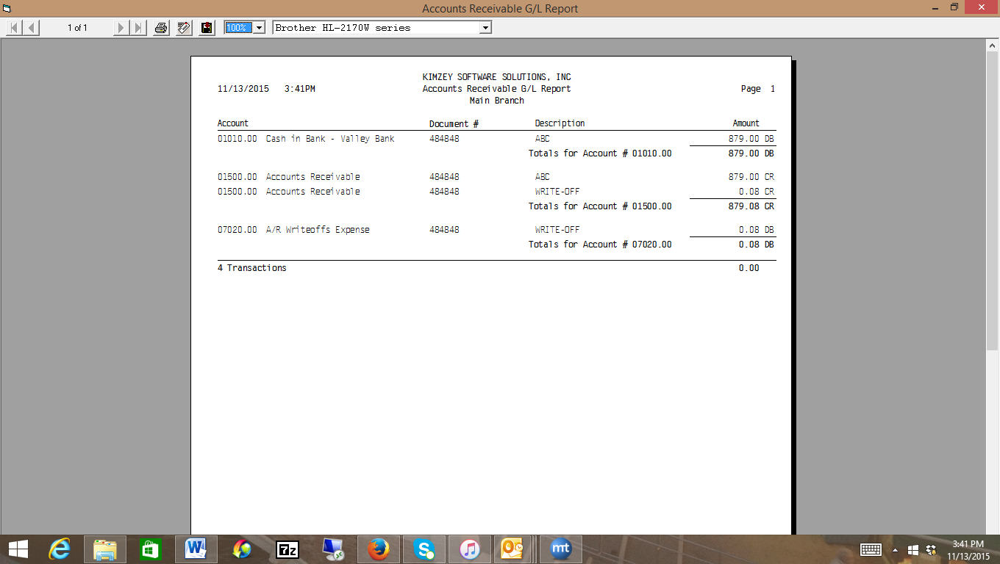 Accounts Receivable G/L Report
1 of 1
100%
Brother HL-2170W series
KIMZEY SOFTWARE SOLUTIONS, INC
11/13/2015 3:41PM Accounts Receivable G/L Report Page 1
Main Branch
Account Document # Description Amount
01010.00 Cash in Bank - Valley Bank 484848 ABC 879.00 DB
Totals for Account # 01010.00 879.00 DB
01500.00 Accounts Receivable 484848 ABC 879.00 CR
01500.00 Accounts Receivable 484848 WRITE-OFF 0.08 CR
Totals for Account # 01500.00 879.08 CR
07020.00 A/R Writeoffs Expense 484848 WRITE-OFF 0.08 DB
Totals for Account # 07020.00 0.08 DB
4 Transactions 0.00
7z
mt
3:41 PM
11/13/2015